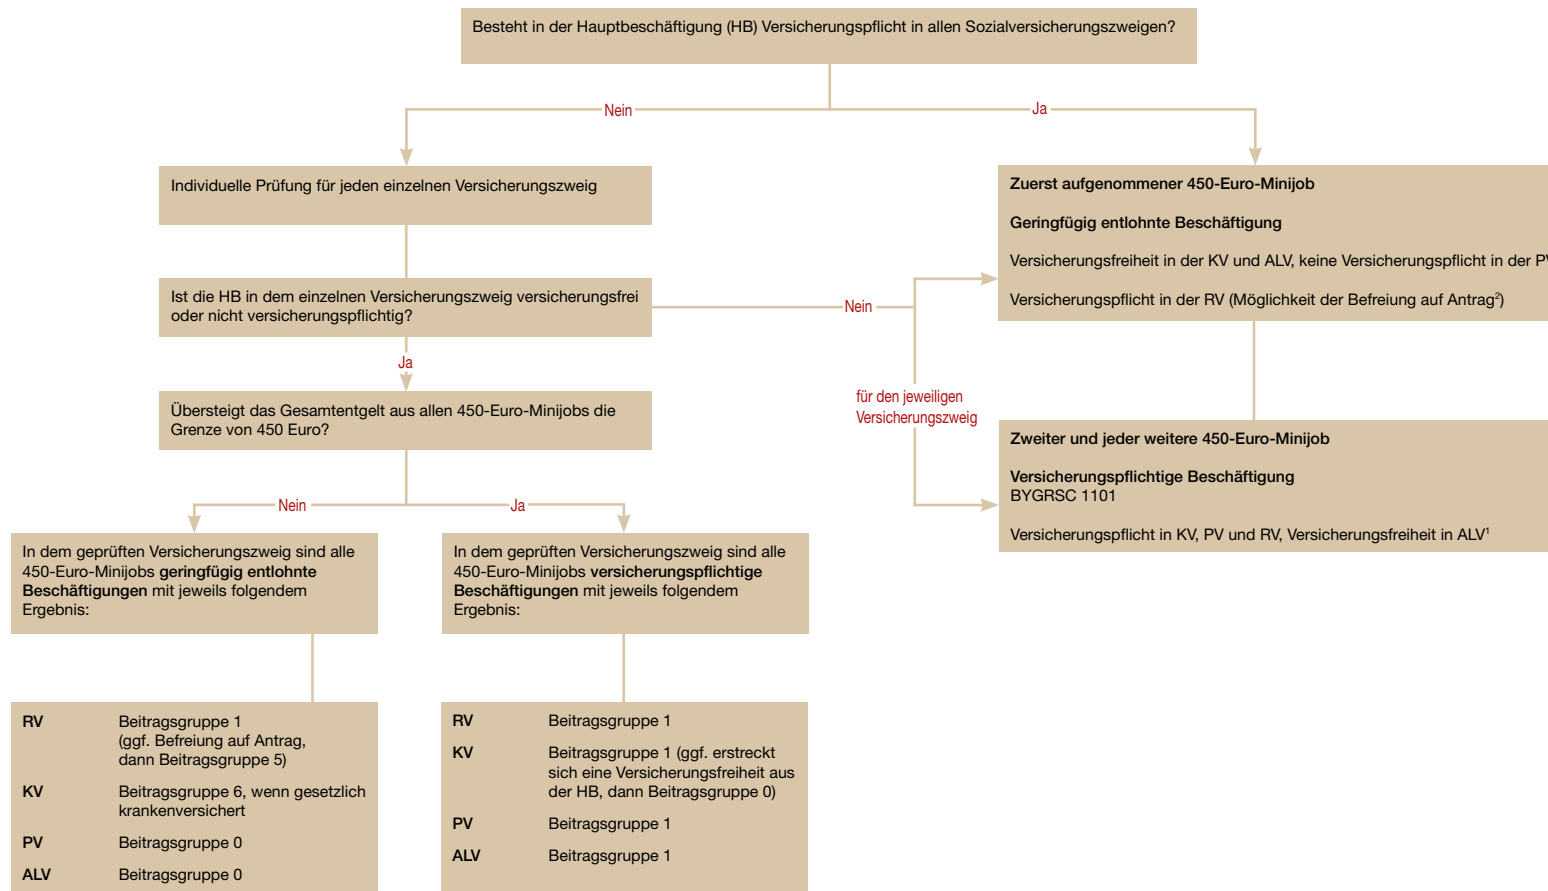 Besteht in der Hauptbeschäftigung (HB) Versicherungspflicht in allen Sozialversicherungszweigen?
Nein
Ja
Individuelle Prüfung für jeden einzelnen Versicherungszweig
Zuerst aufgenommener 450-Euro-Minijob
Geringfügig entlohnte Beschäftigung
Versicherungsfreiheit in der KV und ALV, keine Versicherungspflicht in der PV
Versicherungspflicht in der RV (Möglichkeit der Befreiung auf Antrag²)
Ist die HB in dem einzelnen Versicherungszweig versicherungsfrei
oder nicht versicherungspflichtig?
Nein
Ja
für den jeweiligen
Versicherungszweig
Übersteigt das Gesamtentgelt aus allen 450-Euro-Minijobs die
Grenze von 450 Euro?
Zweiter und jeder weitere 450-Euro-Minijob
Versicherungspflichtige Beschäftigung
BYGRSC 1101
Versicherungspflicht in KV, PV und RV, Versicherungsfreiheit in ALV¹
Nein
Ja
In dem geprüften Versicherungszweig sind alle
450-Euro-Minijobs geringfügig entlohnte
Beschäftigungen mit jeweils folgendem
Ergebnis:
In dem geprüften Versicherungszweig sind alle
450-Euro-Minijobs versicherungspflichtige
Beschäftigungen mit jeweils folgendem
Ergebnis:
RV Beitragsgruppe 1
(ggf. Befreiung auf Antrag,
dann Beitragsgruppe 5)
KV Beitragsgruppe 6, wenn gesetzlich
krankenversichert
PV Beitragsgruppe 0
ALV Beitragsgruppe 0
RV Beitragsgruppe 1
KV Beitragsgruppe 1 (ggf. erstreckt
sich eine Versicherungsfreiheit aus
der HB, dann Beitragsgruppe 0)
PV Beitragsgruppe 1
ALV Beitragsgruppe 1